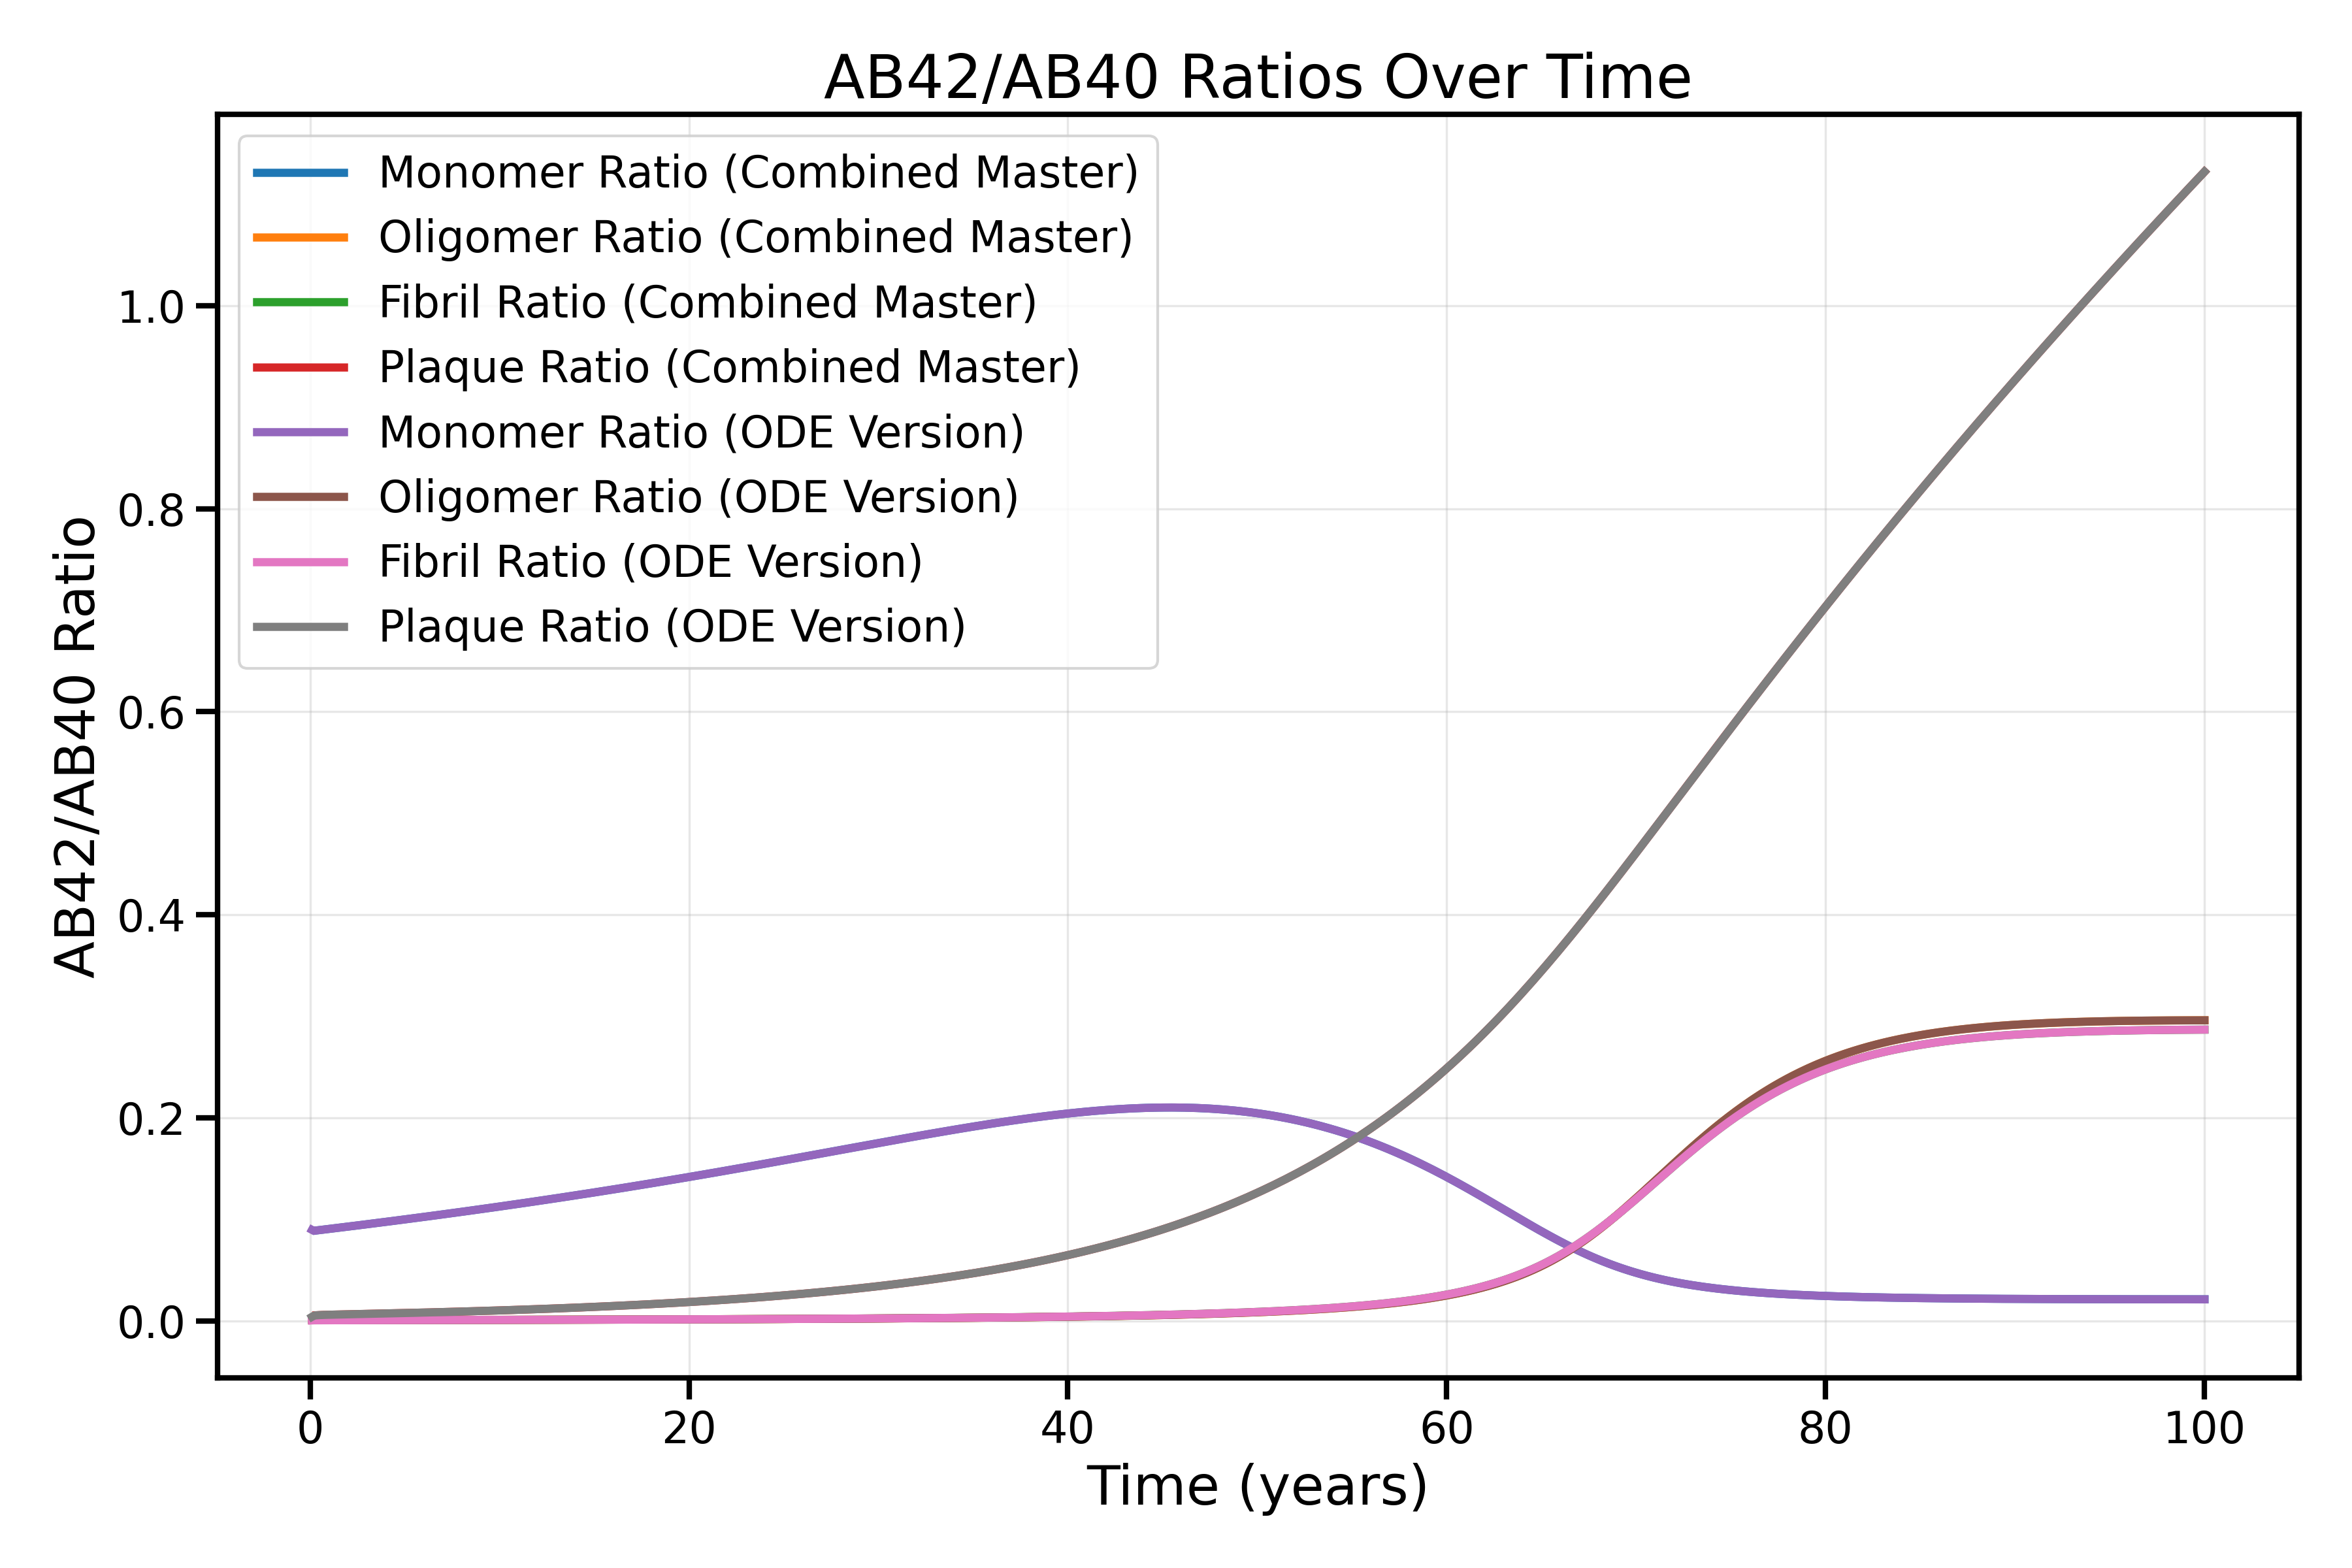 AB42/AB40 Ratios Over Time
Monomer Ratio (Combined Master)
Oligomer Ratio (Combined Master)
Fibril Ratio (Combined Master)
Plaque Ratio (Combined Master)
Monomer Ratio (ODE Version)
Oligomer Ratio (ODE Version)
Fibril Ratio (ODE Version)
Plaque Ratio (ODE Version)
AB42/AB40 Ratio
1.0
0.8
0.6
0.4
0.2
0.0
0 20 40 60 80 100
Time (years)